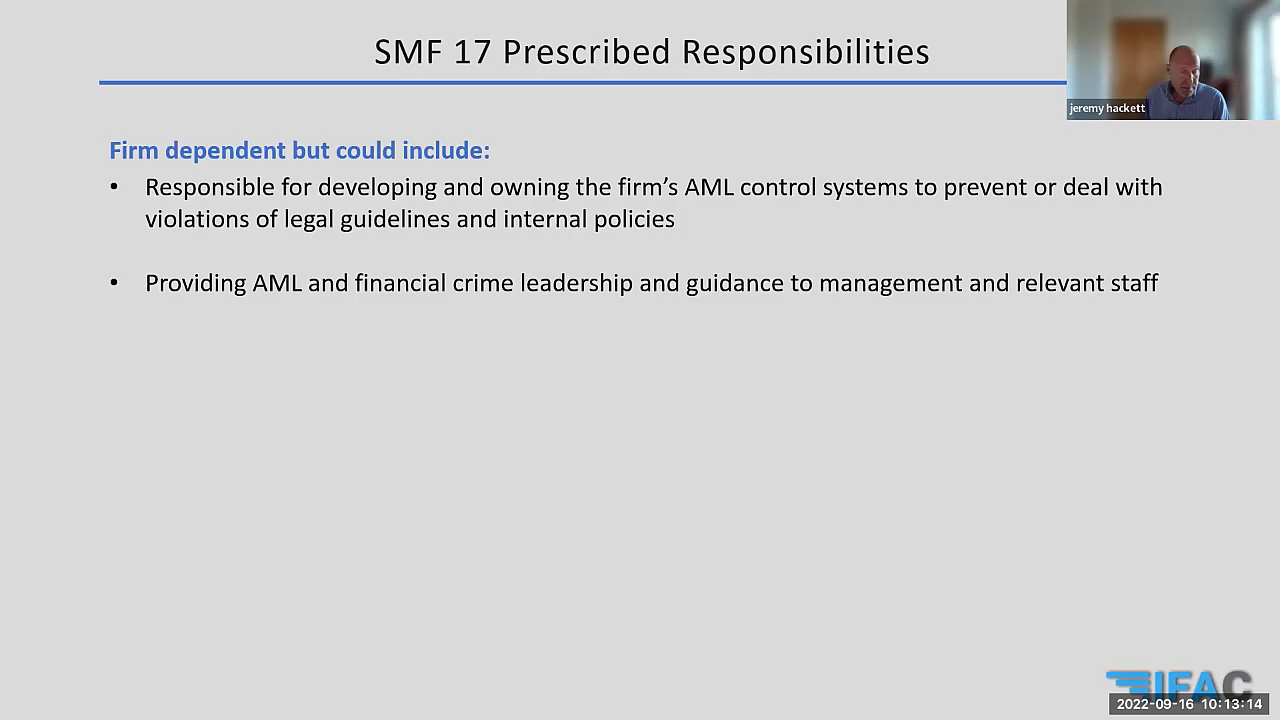 SMF 17 Prescribed Responsibilities
jeremy hackett
Firm dependent but could include:
• Responsible for developing and owning the firm’s AML control systems to prevent or deal with
violations of legal guidelines and internal policies
• Providing AML and financial crime leadership and guidance to management and relevant staff
IFAC
2022-09-16 10:13:14